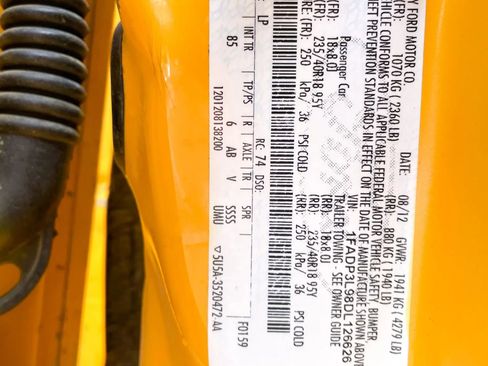 Y FORD MOTOR CO.
DATE: 08/12 GVWR: 1941 KG ( 4279 LB)
(FR): 1070 KG ( 2360 LB) (RR): 880 KG ( 1940 LB)
HICLE CONFORMS TO ALL APPLICABLE FEDERAL MOTOR VEHICLE SAFETY, BUMPER
EFT PREVENTION STANDARDS IN EFFECT ON THE DATE OF MANUFACTURE SHOWN ABOVE
VIN: 1FADP3L98DL126626
Passenger Car TRAILER TOWING - SEE OWNER GUIDE
(FR): 18x8.0J (RR): 18x8.0J
(FR): 235/40R18 95Y (RR): 235/40R18 95Y
RE (FR): 250 kPa/ 36 PSI COLD (RR): 250 kPa/ 36 PSI COLD
LP RC: 74 DSO: F0159
INT TR TP/PS R AXLE TR SPR
85 6 AB V SSSS UMU
1201208138200 5U5A-3520472-AA